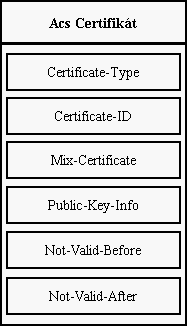 Acs Certifikát
Certificate-Type
Certificate-ID
Mix-Certificate
Public-Key-Info
Not-Valid-Before
Not-Valid-After